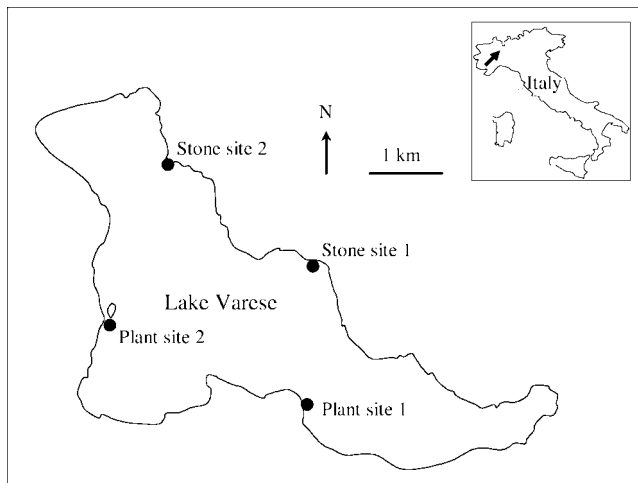 Italy
N
1 km
Stone site 2
Stone site 1
Lake Varese
Plant site 2
Plant site 1